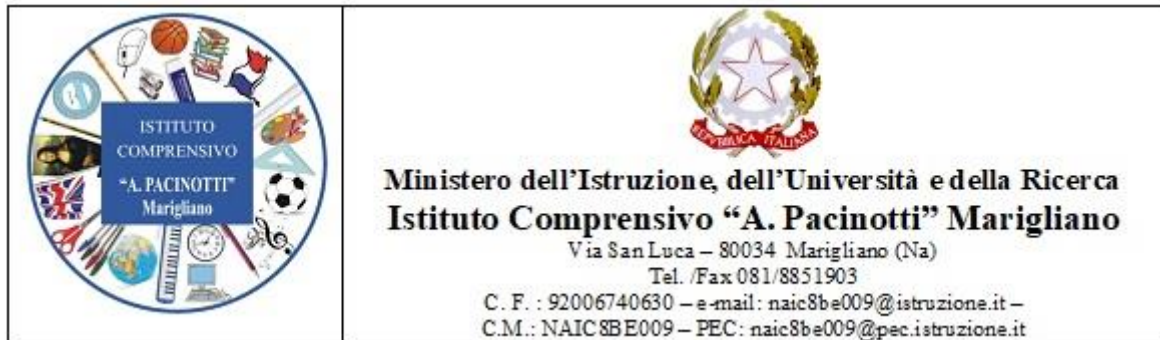 ISTITUTO
COMPRENSIVO
“A. PACINOTTI”
Marigliano
REPVBBLICA ITALIANA
Ministero dell’Istruzione, dell’Università e della Ricerca
Istituto Comprensivo “A. Pacinotti” Marigliano
Via San Luca – 80034 Marigliano (Na)
Tel. /Fax 081/8851903
C. F. : 92006740630 – e-mail: naic8be009@istruzione.it –
C.M.: NAIC8BE009 – PEC: naic8be009@pec.istruzione.it